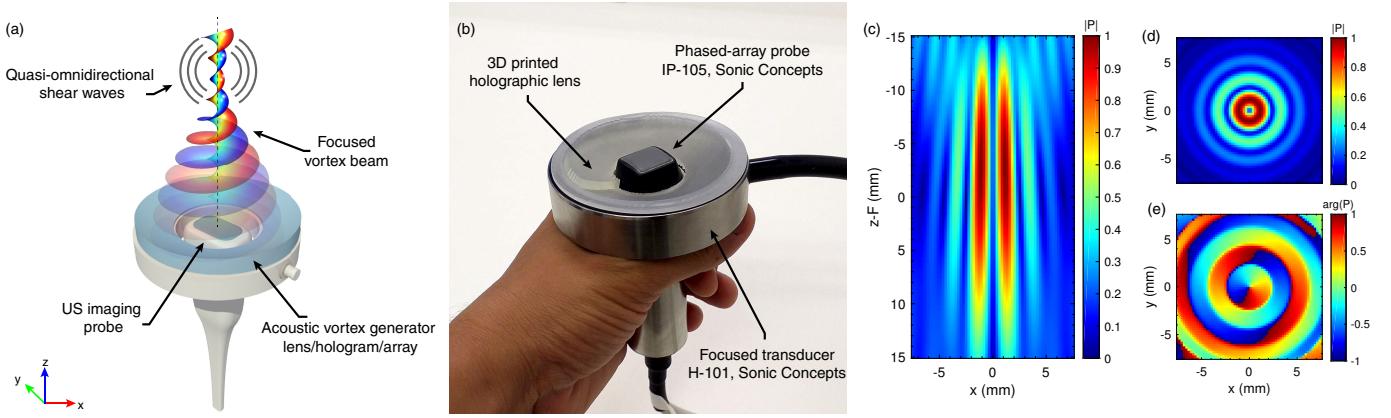 (a)
Quasi-omnidirectional
shear waves
Focused
vortex beam
US imaging
probe
Acoustic vortex generator
lens/hologram/array
z
y
x
(b)
3D printed
holographic lens
Phased-array probe
IP-105, Sonic Concepts
Focused transducer
H-101, Sonic Concepts
(c)
|P|
-15
-10
-5
0
5
10
15
z-F (mm)
-5
0
5
x (mm)
1
0.9
0.8
0.7
0.6
0.5
0.4
0.3
0.2
0.1
0
(d)
|P|
5
0
-5
y (mm)
1
0.8
0.6
0.4
0.2
0
(e)
arg(P)
5
0
-5
y (mm)
-5
0
5
x (mm)
1
0.5
0
-0.5
-1